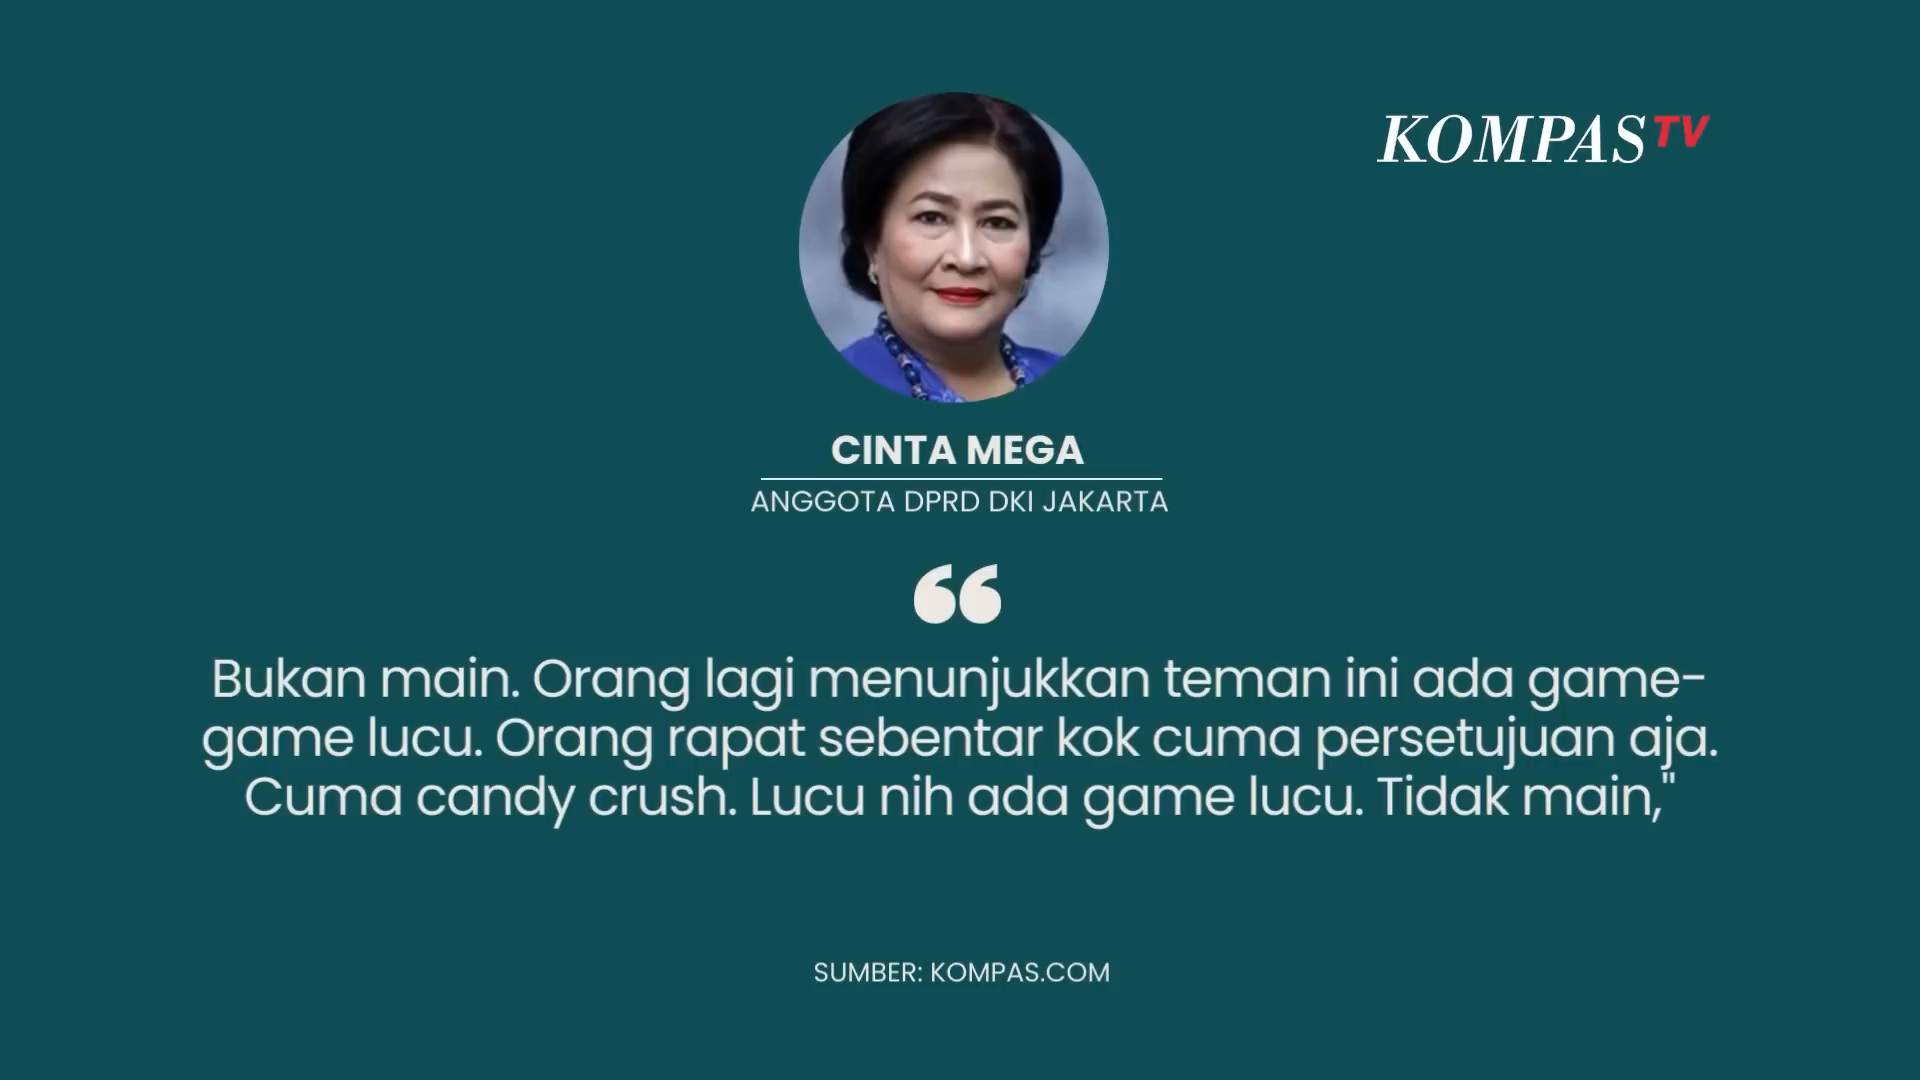 KOMPAS TV
CINTA MEGA
ANGGOTA DPRD DKI JAKARTA
“
Bukan main. Orang lagi menunjukkan teman ini ada game-
game lucu. Orang rapat sebentar kok cuma persetujuan aja.
Cuma candy crush. Lucu nih ada game lucu. Tidak main,"
SUMBER: KOMPAS.COM